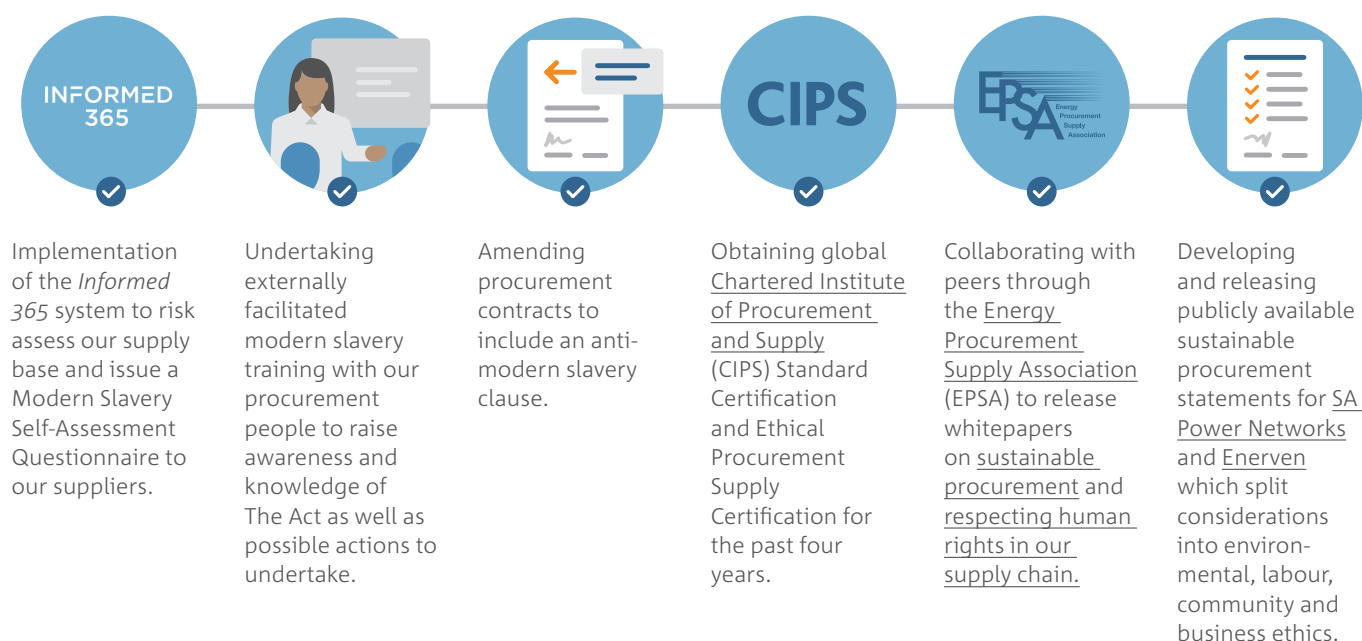 INFORMED
365
CIPS
EPSA
Energy
Procurement
Supply
Association
Implementation
of the Informed
365 system to risk
assess our supply
base and issue a
Modern Slavery
Self-Assessment
Questionnaire to
our suppliers.
Undertaking
externally
facilitated
modern slavery
training with our
procurement
people to raise
awareness and
knowledge of
The Act as well as
possible actions to
undertake.
Amending
procurement
contracts to
include an anti-
modern slavery
clause.
Obtaining global
Chartered Institute
of Procurement
and Supply
(CIPS) Standard
Certification
and Ethical
Procurement
Supply
Certification for
the past four
years.
Collaborating with
peers through
the Energy
Procurement
Supply Association
(EPSA) to release
whitepapers
on sustainable
procurement and
respecting human
rights in our
supply chain.
Developing
and releasing
publicly available
sustainable
procurement
statements for SA
Power Networks
and Enerven
which split
considerations
into environ-
mental, labour,
community and
business ethics.